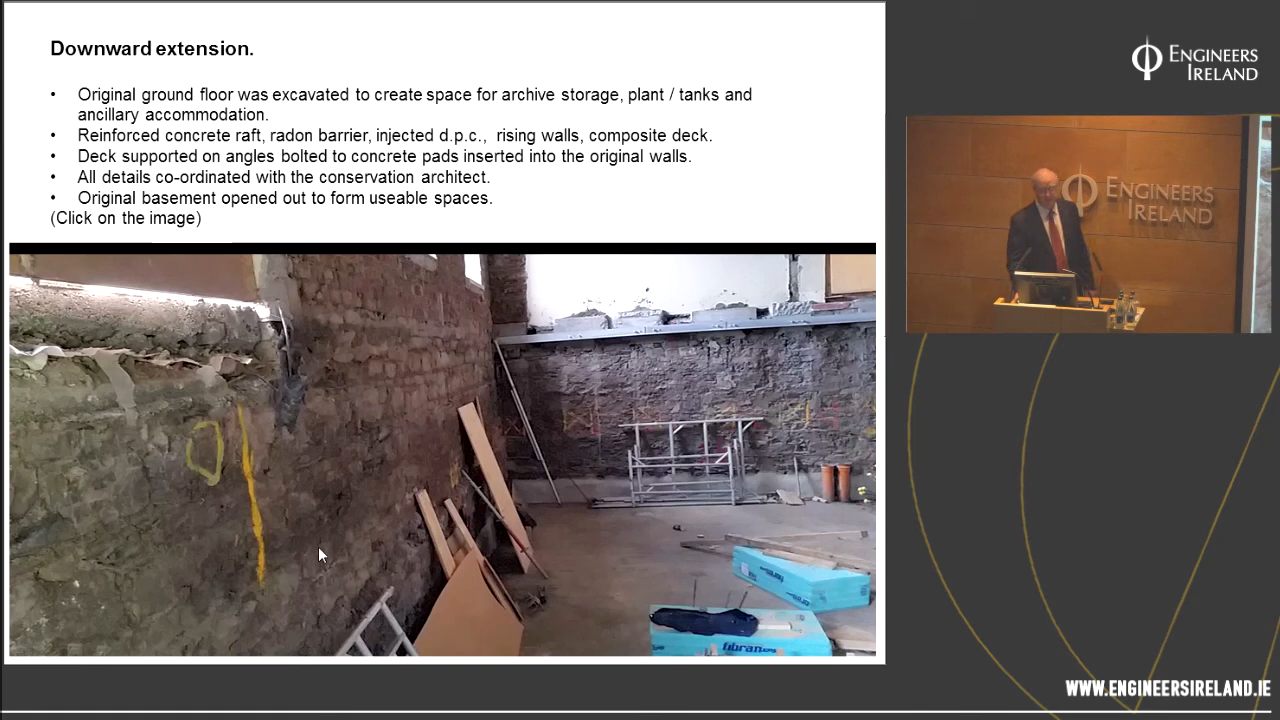 Downward extension.
• Original ground floor was excavated to create space for archive storage, plant / tanks and
ancillary accommodation.
• Reinforced concrete raft, radon barrier, injected d.p.c., rising walls, composite deck.
• Deck supported on angles bolted to concrete pads inserted into the original walls.
• All details co-ordinated with the conservation architect.
• Original basement opened out to form useable spaces.
(Click on the image)
ENGINEERS
IRELAND
ENGINEERS
IRELAND
WWW.ENGINEERSIRELAND.IE